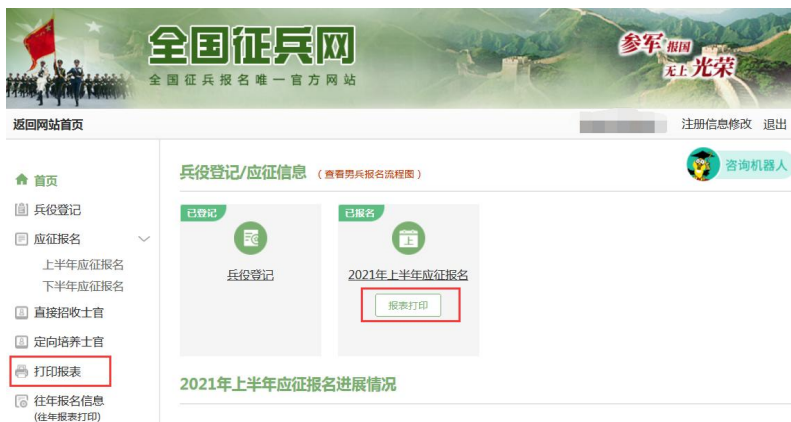 全国征兵网
全国征兵报名唯一官方网站
参军报国
无上光荣
返回网站首页
注册信息修改 退出
咨询机器人
首页
兵役登记
应征报名
上半年应征报名
下半年应征报名
直接招收士官
定向培养士官
打印报表
往年报名信息
(往年报表打印)
兵役登记/应征信息 (查看男兵报名流程图)
已登记
兵役登记
已报名
上
2021年上半年应征报名
报表打印
2021年上半年应征报名进展情况